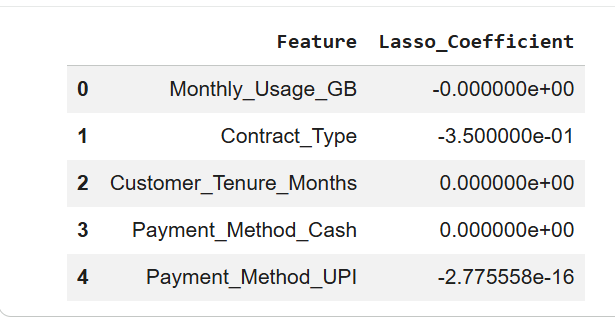 Feature Lasso_Coefficient
0 Monthly_Usage_GB -0.000000e+00
1 Contract_Type -3.500000e-01
2 Customer_Tenure_Months 0.000000e+00
3 Payment_Method_Cash 0.000000e+00
4 Payment_Method_UPI -2.775558e-16